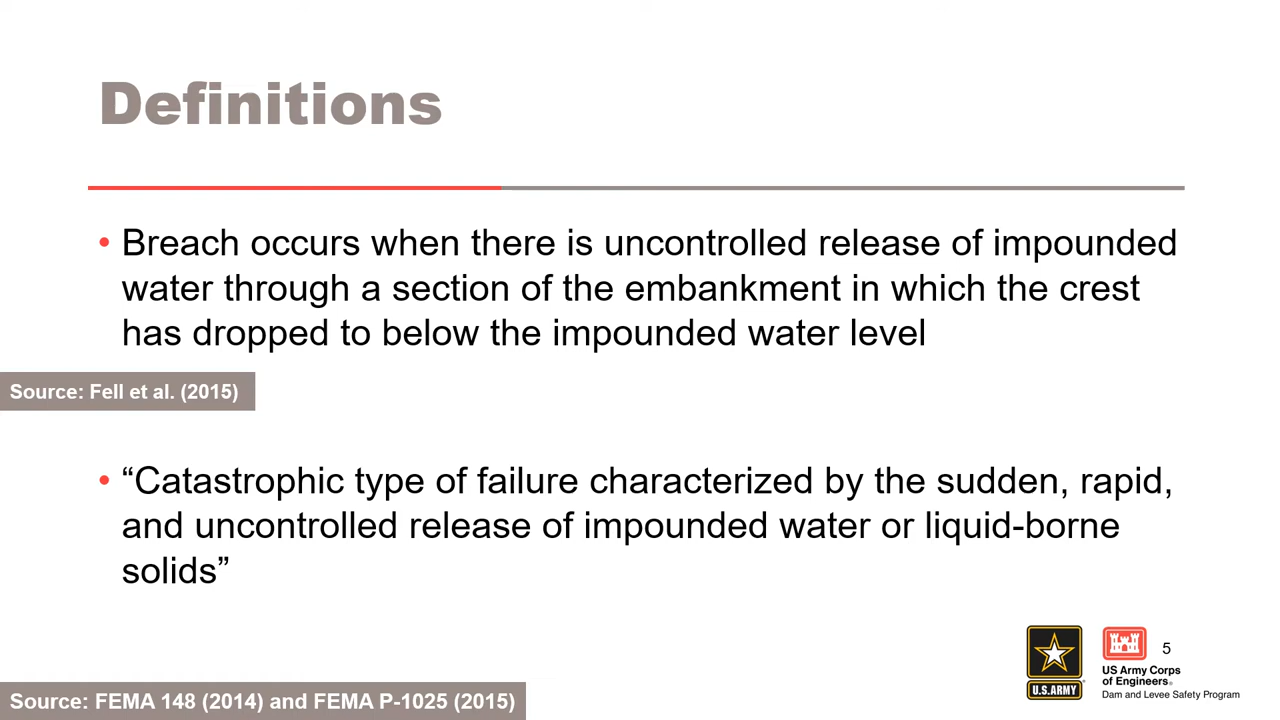 Definitions
• Breach occurs when there is uncontrolled release of impounded
water through a section of the embankment in which the crest
has dropped to below the impounded water level
Source: Fell et al. (2015)
• “Catastrophic type of failure characterized by the sudden, rapid,
and uncontrolled release of impounded water or liquid-borne
solids”
5
U.S.ARMY
US Army Corps
of Engineers®
Dam and Levee Safety Program
Source: FEMA 148 (2014) and FEMA P-1025 (2015)